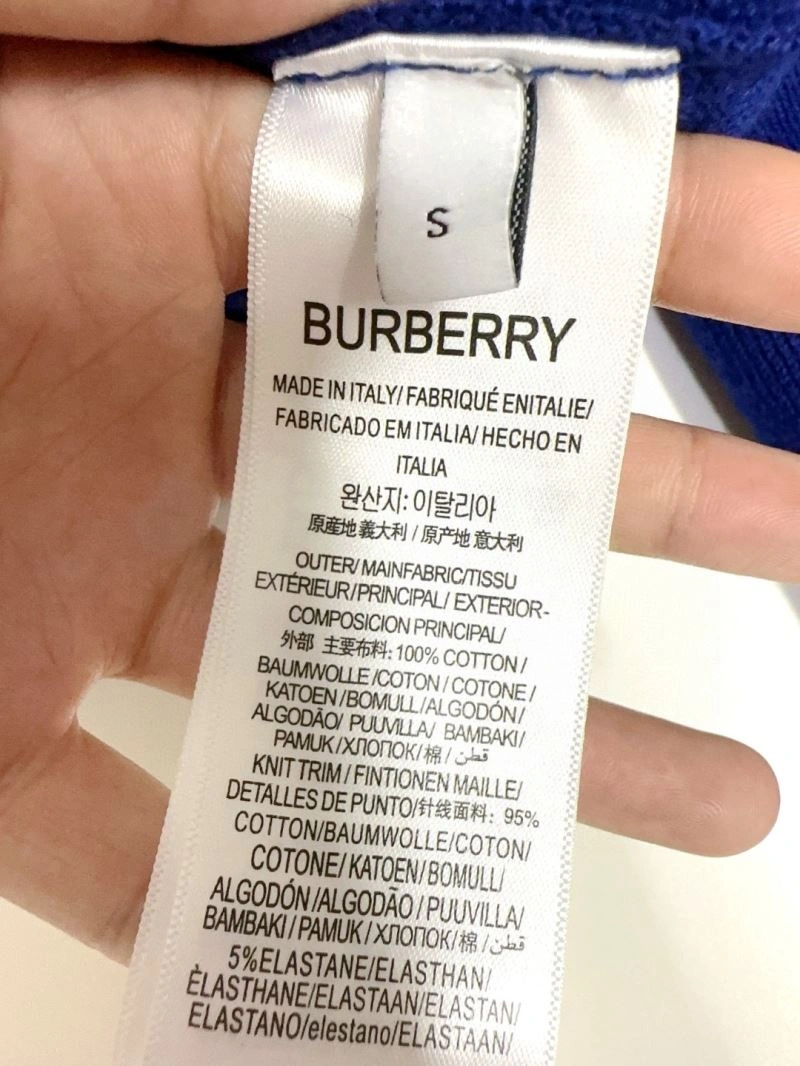 S
BURBERRY
MADE IN ITALY/ FABRIQUÉ ENITALIE/
FABRICADO EM ITALIA/ HECHO EN
ITALIA
완산지: 이탈리아
原産地 義大利 / 原产地 意大利
OUTER/ MAINFABRIC/TISSU
EXTÉRIEUR/PRINCIPAL/ EXTERIOR-
COMPOSICION PRINCIPAL/
外部 主要布料: 100% COTTON /
BAUMWOLLE /COTON / COTONE /
KATOEN /BOMULL/ALGODÓN/
ALGODÃO/ PUUVILLA/ BAMBAKI/
PAMUK /ХЛОПОК/ 棉 / قطن
KNIT TRIM / FINTIONEN MAILLE/
DETALLES DE PUNTO/针线面料: 95%
COTTON/BAUMWOLLE/COTON/
COTONE/ KATOEN/BOMULL/
ALGODÓN /ALGODÃO / PUUVILLA/
BAMBAKI / PAMUK /ХЛОПОК/ 棉 / قطن
5%ELASTANE/ELASTHAN/
ÈLASTHANE/ELASTAAN/ELASTAN/
ELASTANO/elestano/ELASTAAN/